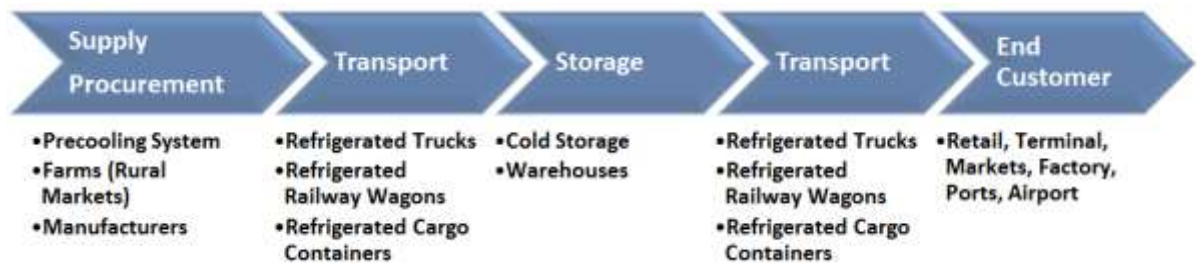 Supply
Procurement
Transport
Storage
Transport
End
Customer
•Precooling System
•Farms (Rural
Markets)
•Manufacturers
•Refrigerated Trucks
•Refrigerated
Railway Wagons
•Refrigerated Cargo
Containers
•Cold Storage
•Warehouses
•Refrigerated Trucks
•Refrigerated
Railway Wagons
•Refrigerated Cargo
Containers
•Retail, Terminal,
Markets, Factory,
Ports, Airport